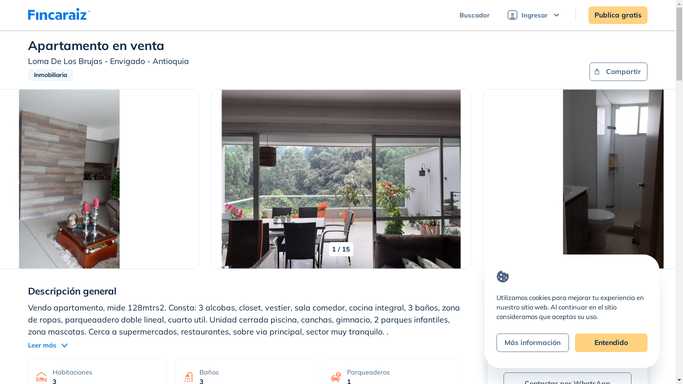 Fincaraiz
Buscador
Ingresar
Publica gratis
Apartamento en venta
Loma De Las Brujas - Envigado - Antioquia
Inmobiliaria
Compartir
1 / 15
Descripción general
Vendo apartamento, mide 128mtrs2. Consta: 3 alcobas, closet, vestier, sala comedor, cocina integral, 3 baños, zona
de ropas, parqueadero doble lineal, cuarto util. Unidad cerrada piscina, canchas, gimnacio, 2 parques infantiles,
zona mascotas. Cerca a supermercados, restaurantes, sobre via principal, sector muy tranquilo. .
Leer más
Habitaciones
3
Baños
3
Parqueaderos
1
Utilizamos cookies para mejorar tu experiencia en
nuestro sitio web. Al continuar en el sitio
consideramos que aceptas su uso.
Más información
Entendido
Contactar por WhatsApp